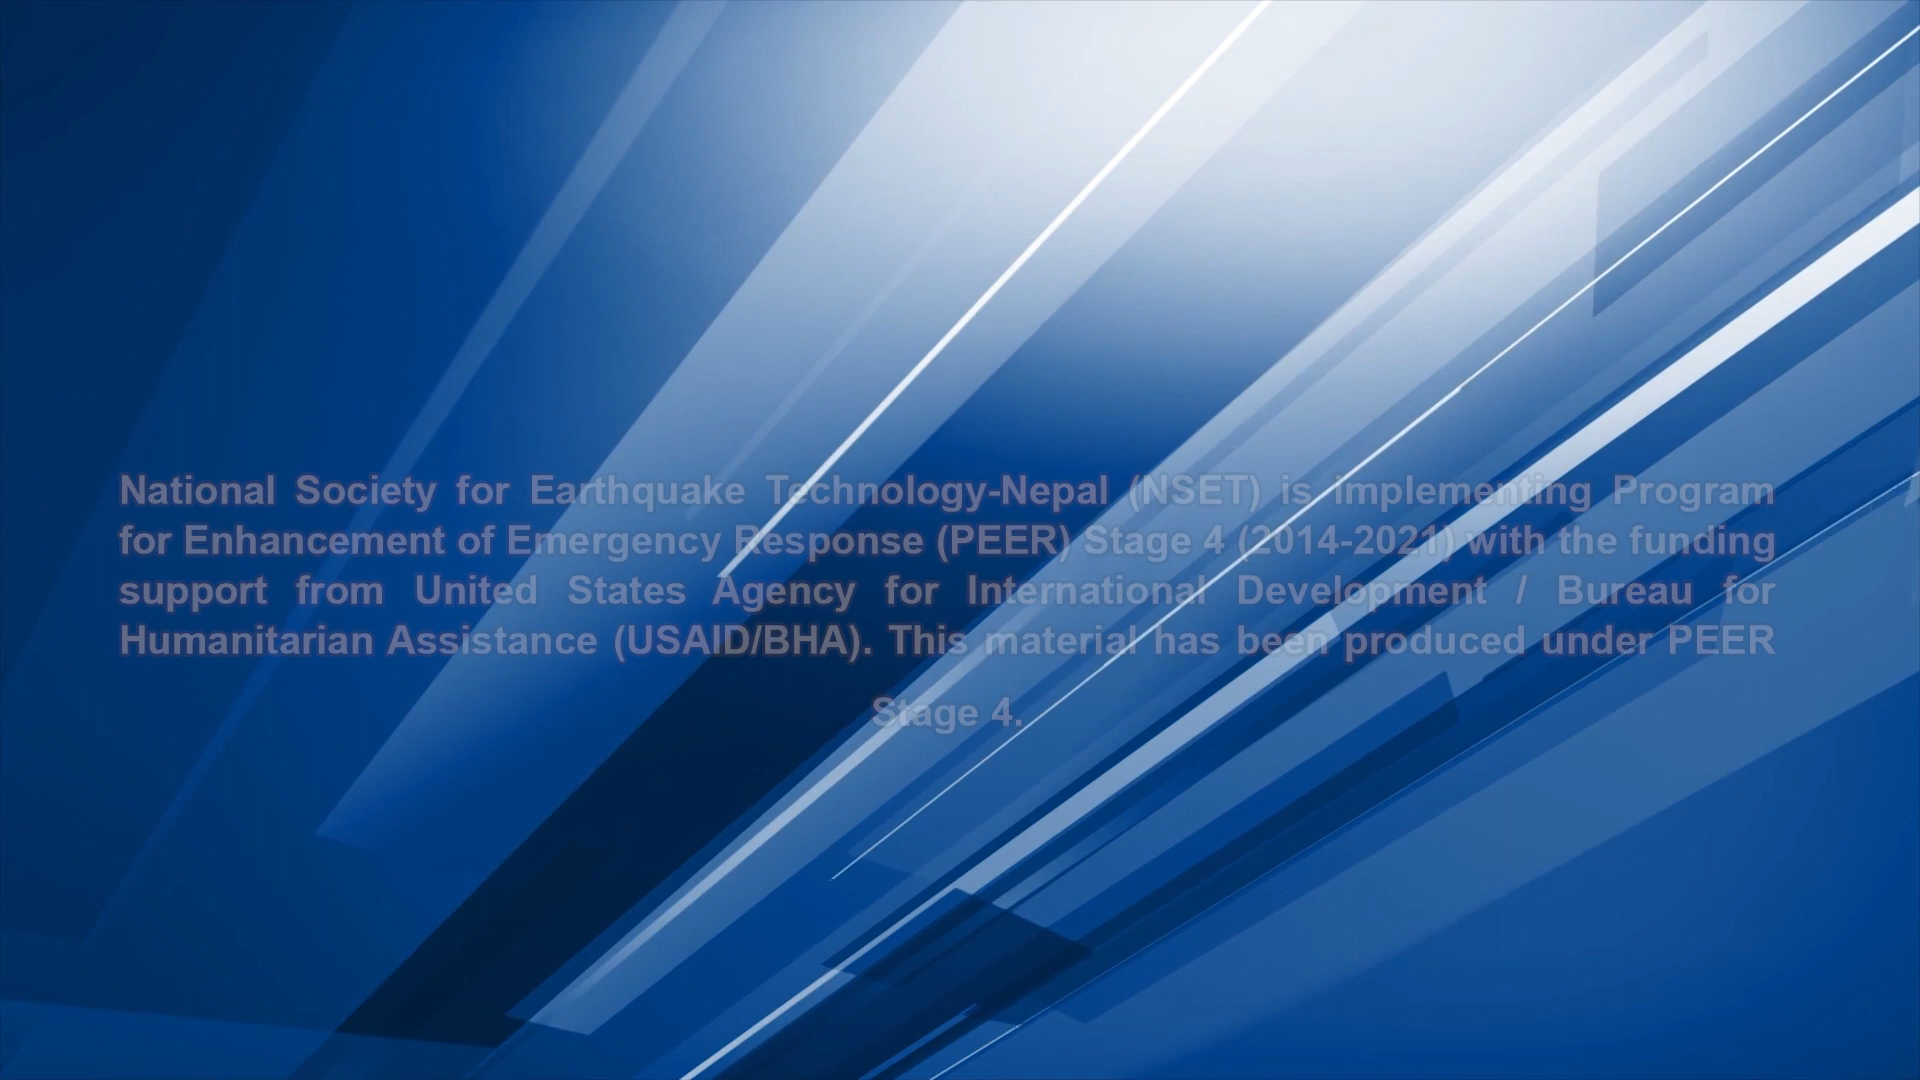 National Society for Earthquake Technology-Nepal (NSET) is implementing Program
for Enhancement of Emergency Response (PEER) Stage 4 (2014-2021) with the funding
support from United States Agency for International Development / Bureau for
Humanitarian Assistance (USAID/BHA). This material has been produced under PEER
Stage 4.